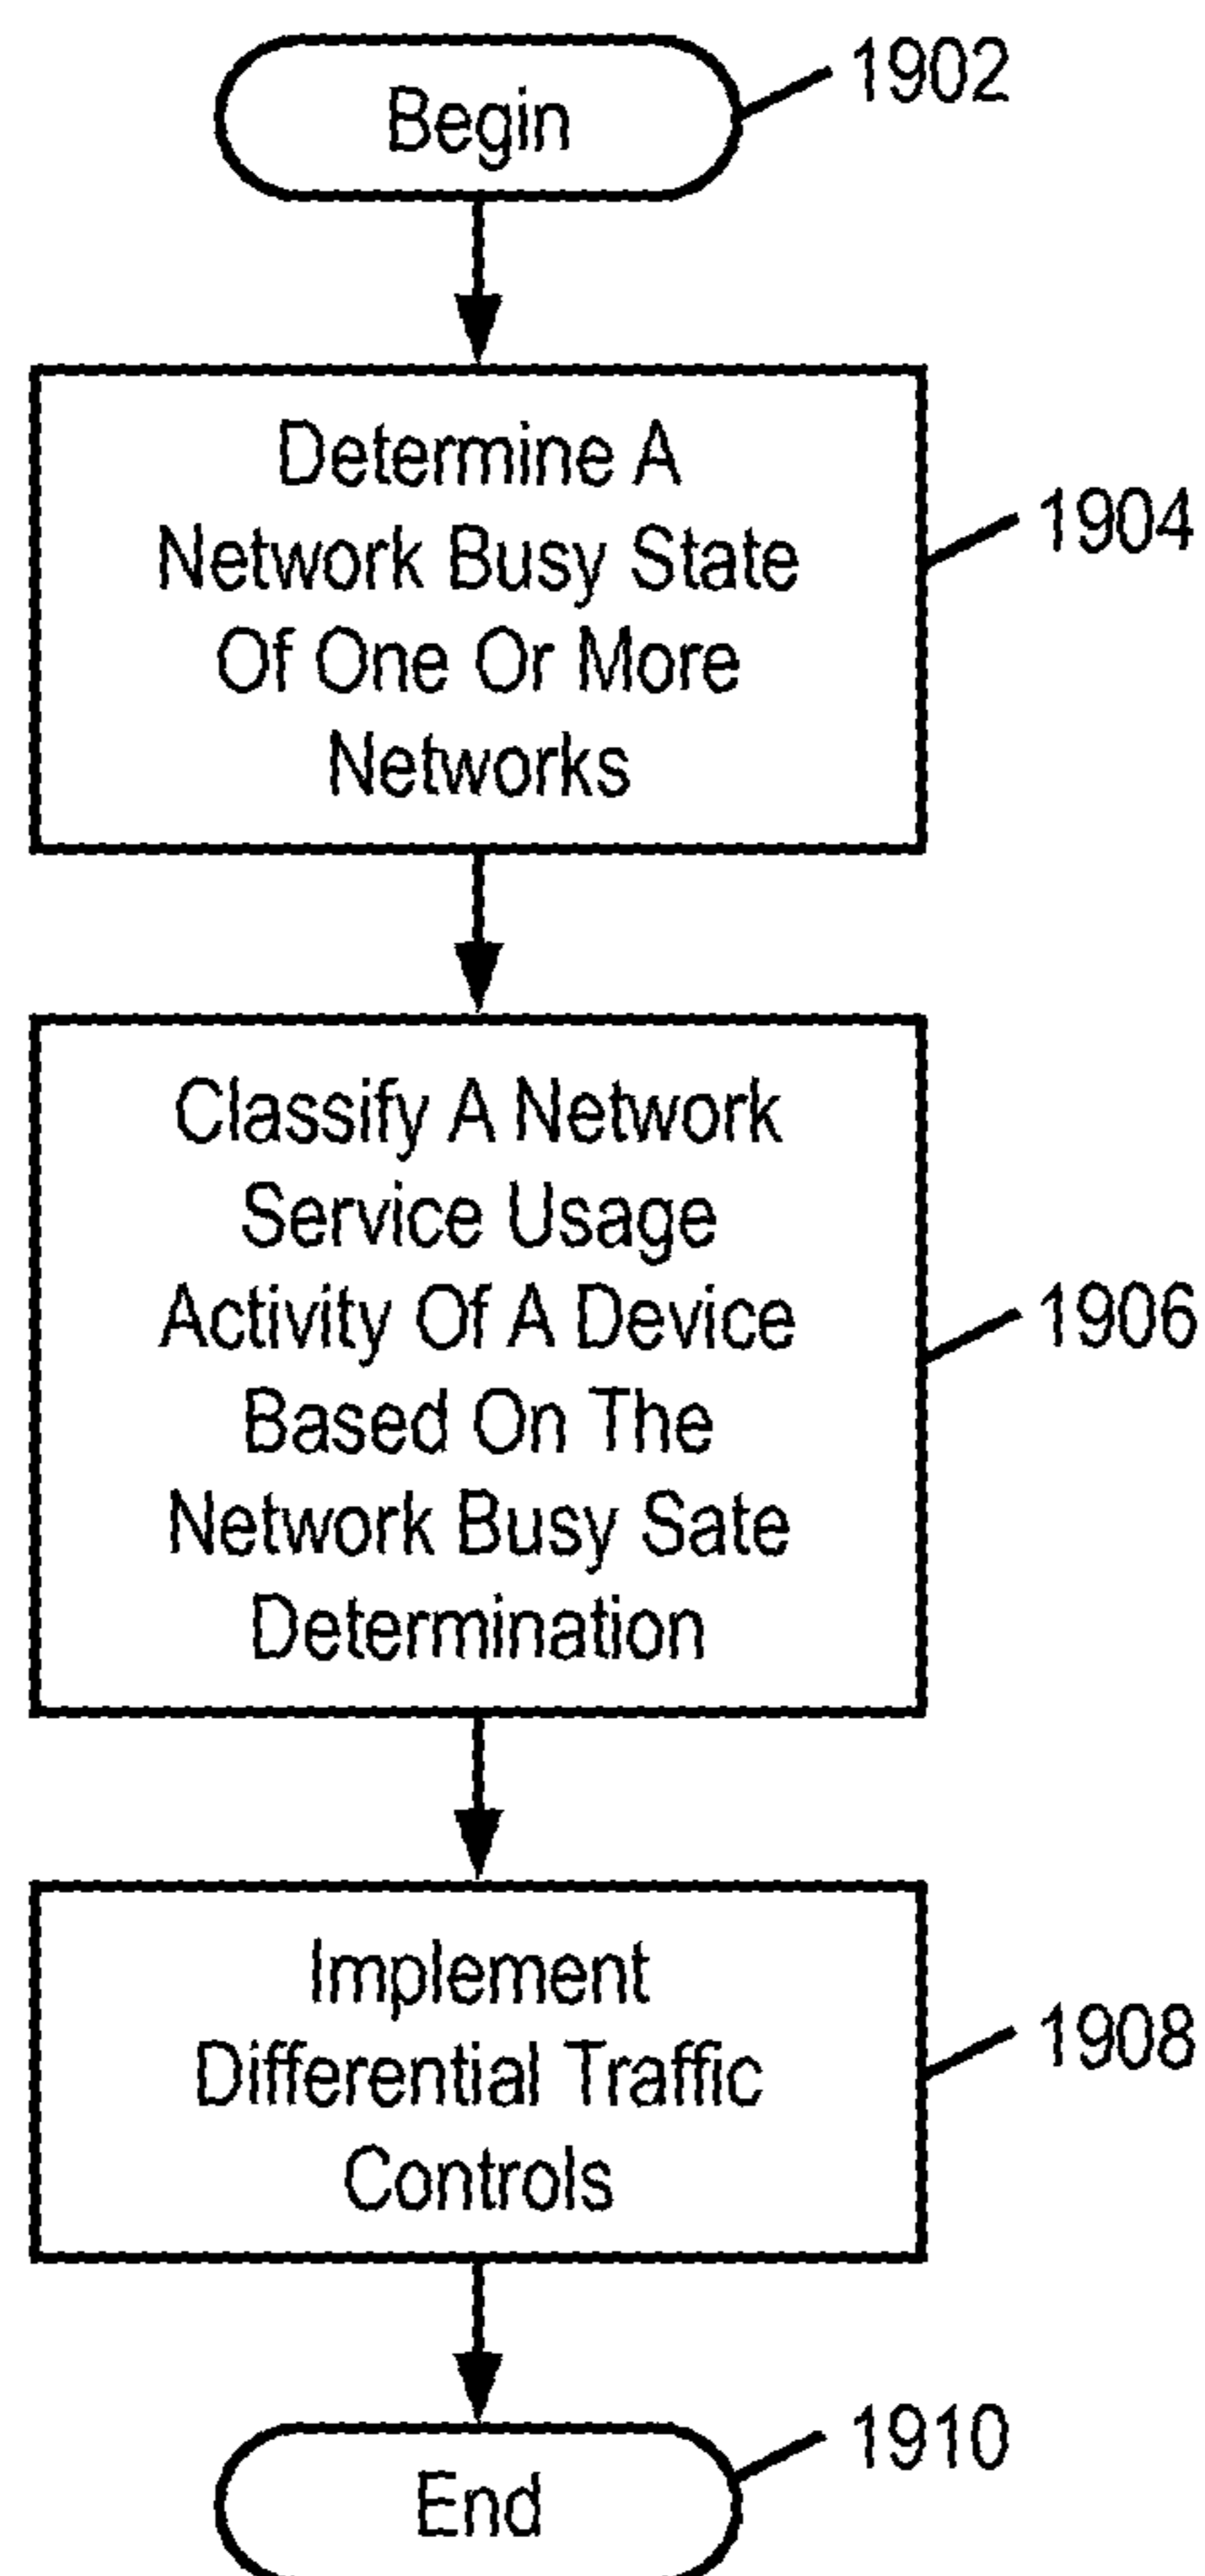 Begin
1902
Determine A
Network Busy State
Of One Or More
Networks
1904
Classify A Network
Service Usage
Activity Of A Device
Based On The
Network Busy Sate
Determination
1906
Implement
Differential Traffic
Controls
1908
End
1910